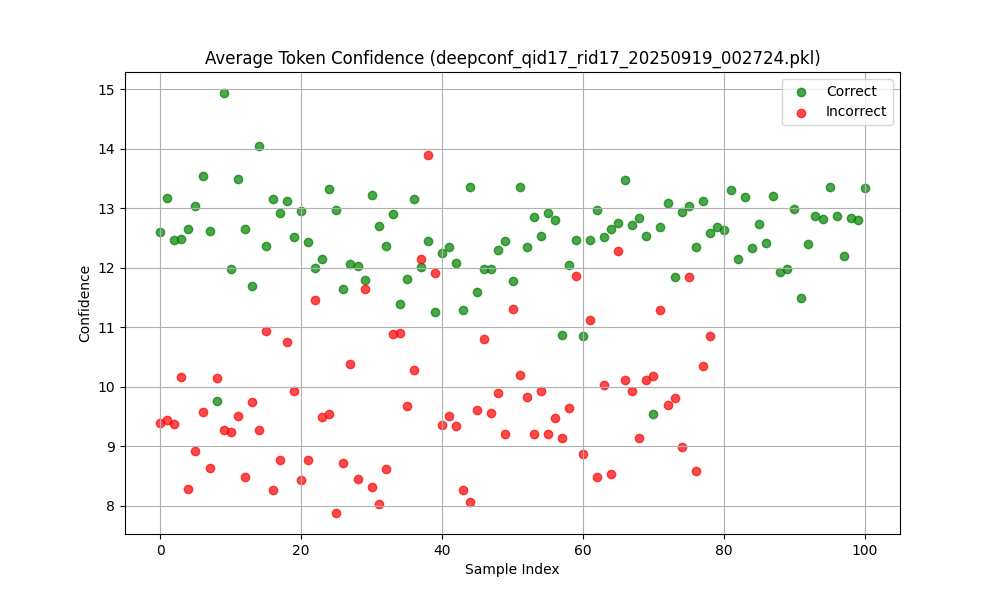 Average Token Confidence (deepconf_qid17_rid17_20250919_002724.pkl)
Correct
Incorrect
Confidence
15
14
13
12
11
10
9
8
0 20 40 60 80 100
Sample Index